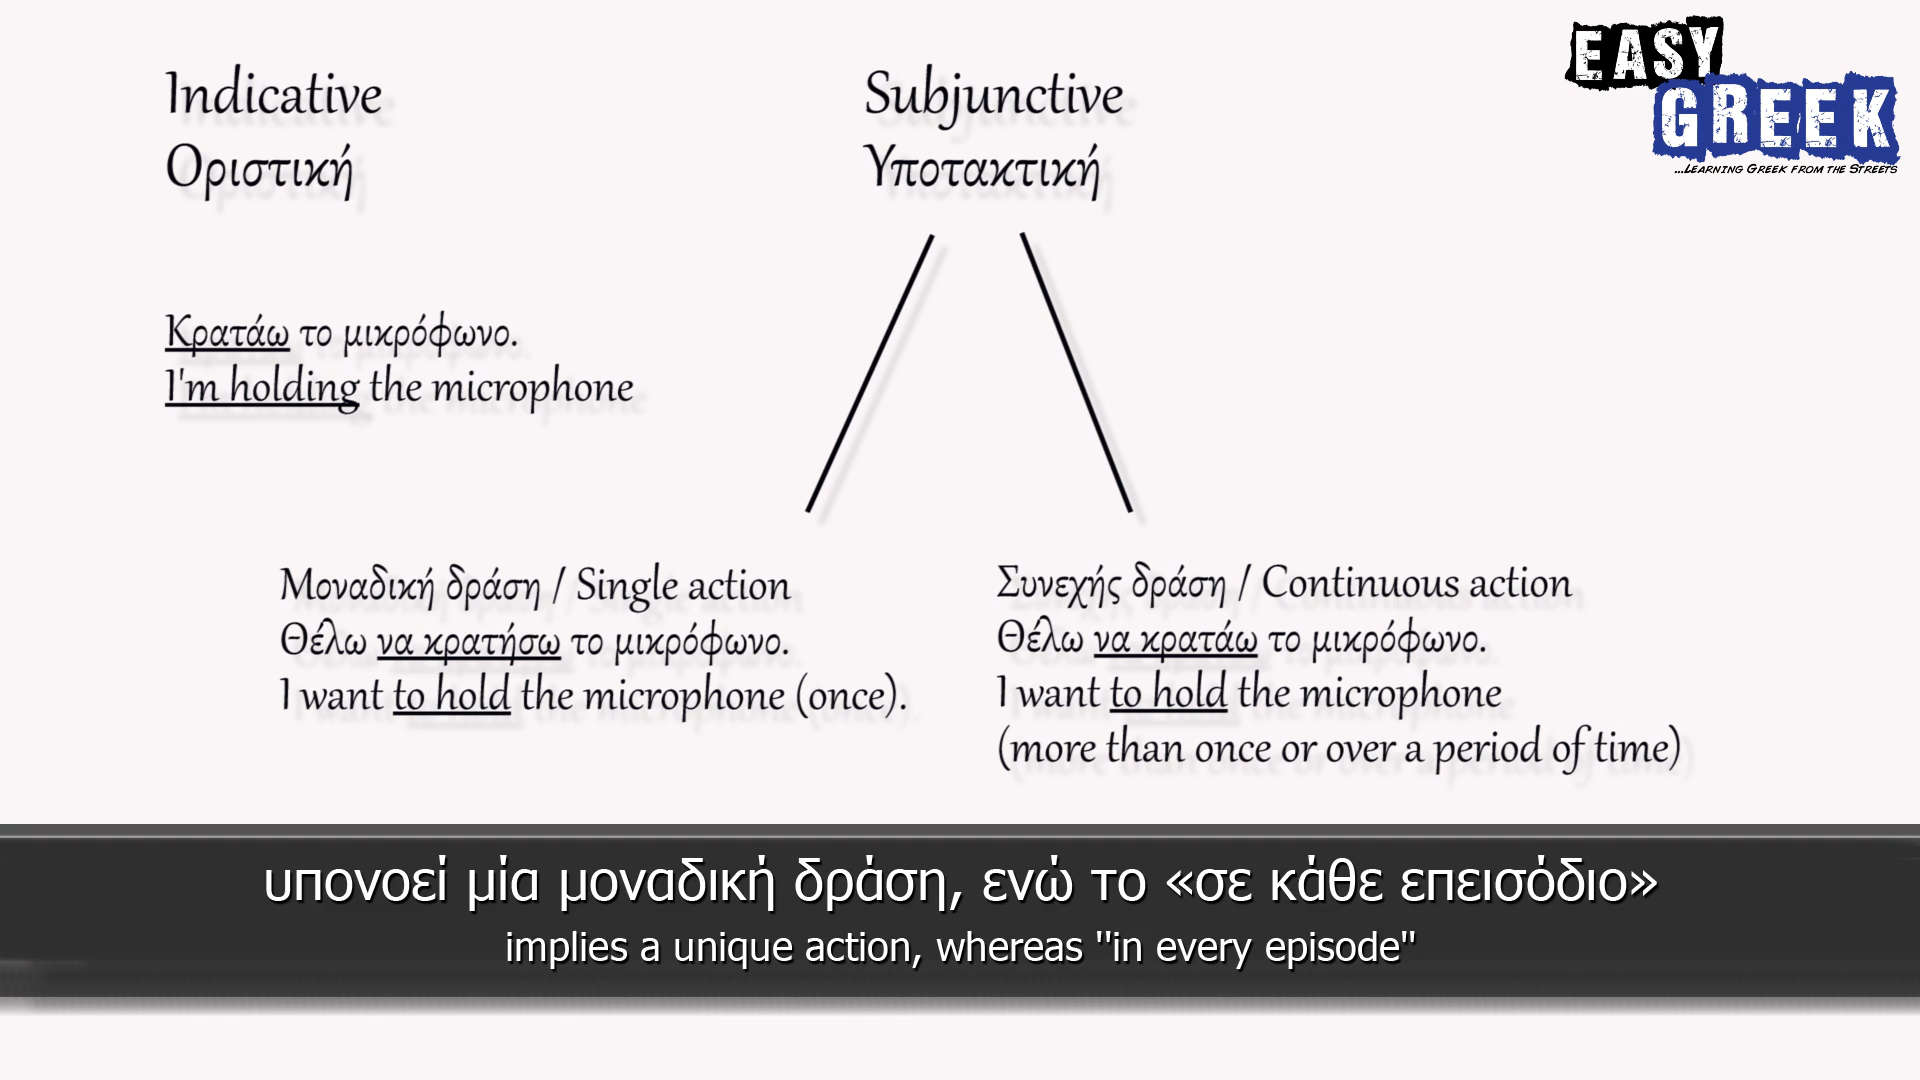 EASY
GREEK
...Learning Greek from the Streets
Indicative
Οριστική
Subjunctive
Υποτακτική
Κρατάω το μικρόφωνο.
I'm holding the microphone
Μοναδική δράση / Single action
Θέλω να κρατήσω το μικρόφωνο.
I want to hold the microphone (once).
Συνεχής δράση / Continuous action
Θέλω να κρατάω το μικρόφωνο.
I want to hold the microphone
(more than once or over a period of time)
υπονοεί μία μοναδική δράση, ενώ το «σε κάθε επεισόδιο»
implies a unique action, whereas "in every episode"